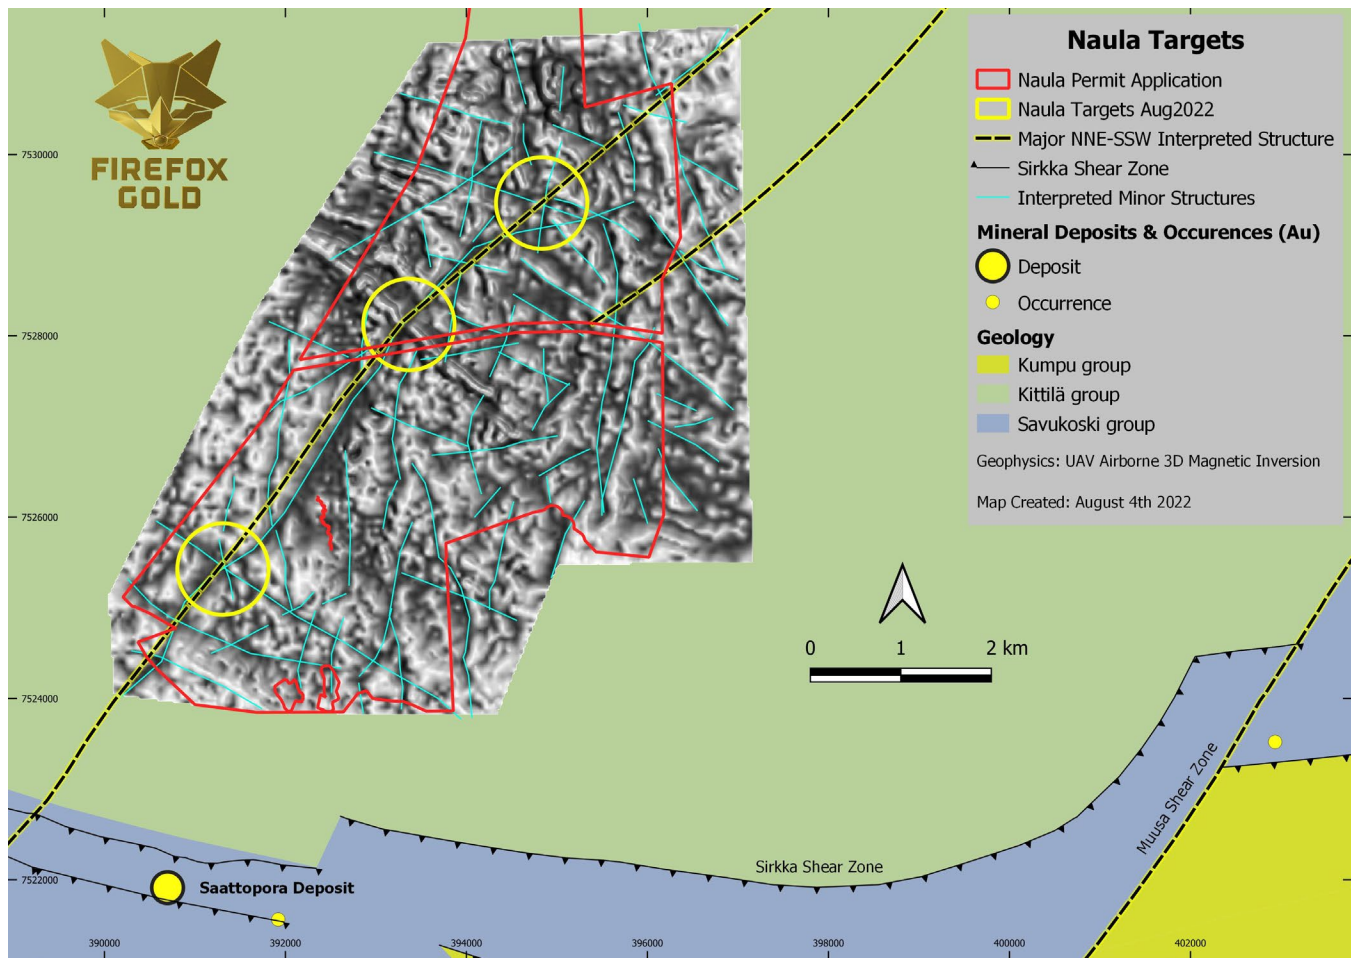 FIREFOX
GOLD
Naula Targets
Naula Permit Application
Naula Targets Aug2022
Major NNE-SSW Interpreted Structure
Sirkka Shear Zone
Interpreted Minor Structures
Mineral Deposits & Occurences (Au)
Deposit
Occurrence
Geology
Kumpu group
Kittilä group
Savukoski group
Geophysics: UAV Airborne 3D Magnetic Inversion
Map Created: August 4th 2022
7530000
7528000
7526000
7524000
7522000
0 1 2 km
Muusa Shear Zone
Sirkka Shear Zone
Saattopora Deposit
390000 392000 394000 396000 398000 400000 402000